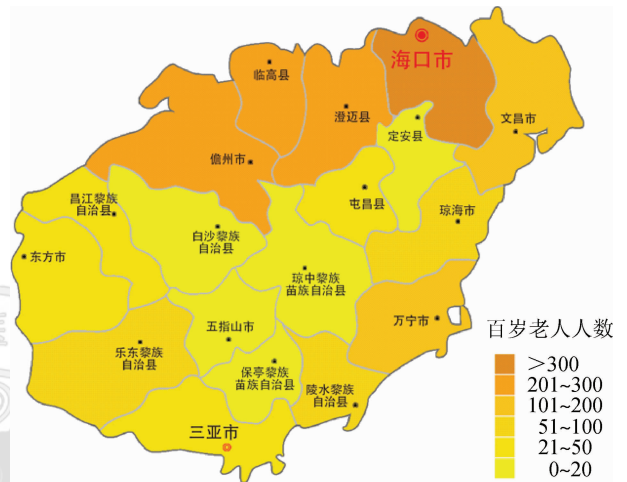 海口市
临高县
澄迈县
定安县
文昌市
儋州市
屯昌县
昌江黎族
自治县
琼海市
白沙黎族
自治县
东方市
琼中黎族
苗族自治县
万宁市
五指山市
乐东黎族
自治县
保亭黎族
苗族自治县
陵水黎族
自治县
三亚市
百岁老人人数
>300
201~300
101~200
51~100
21~50
0~20